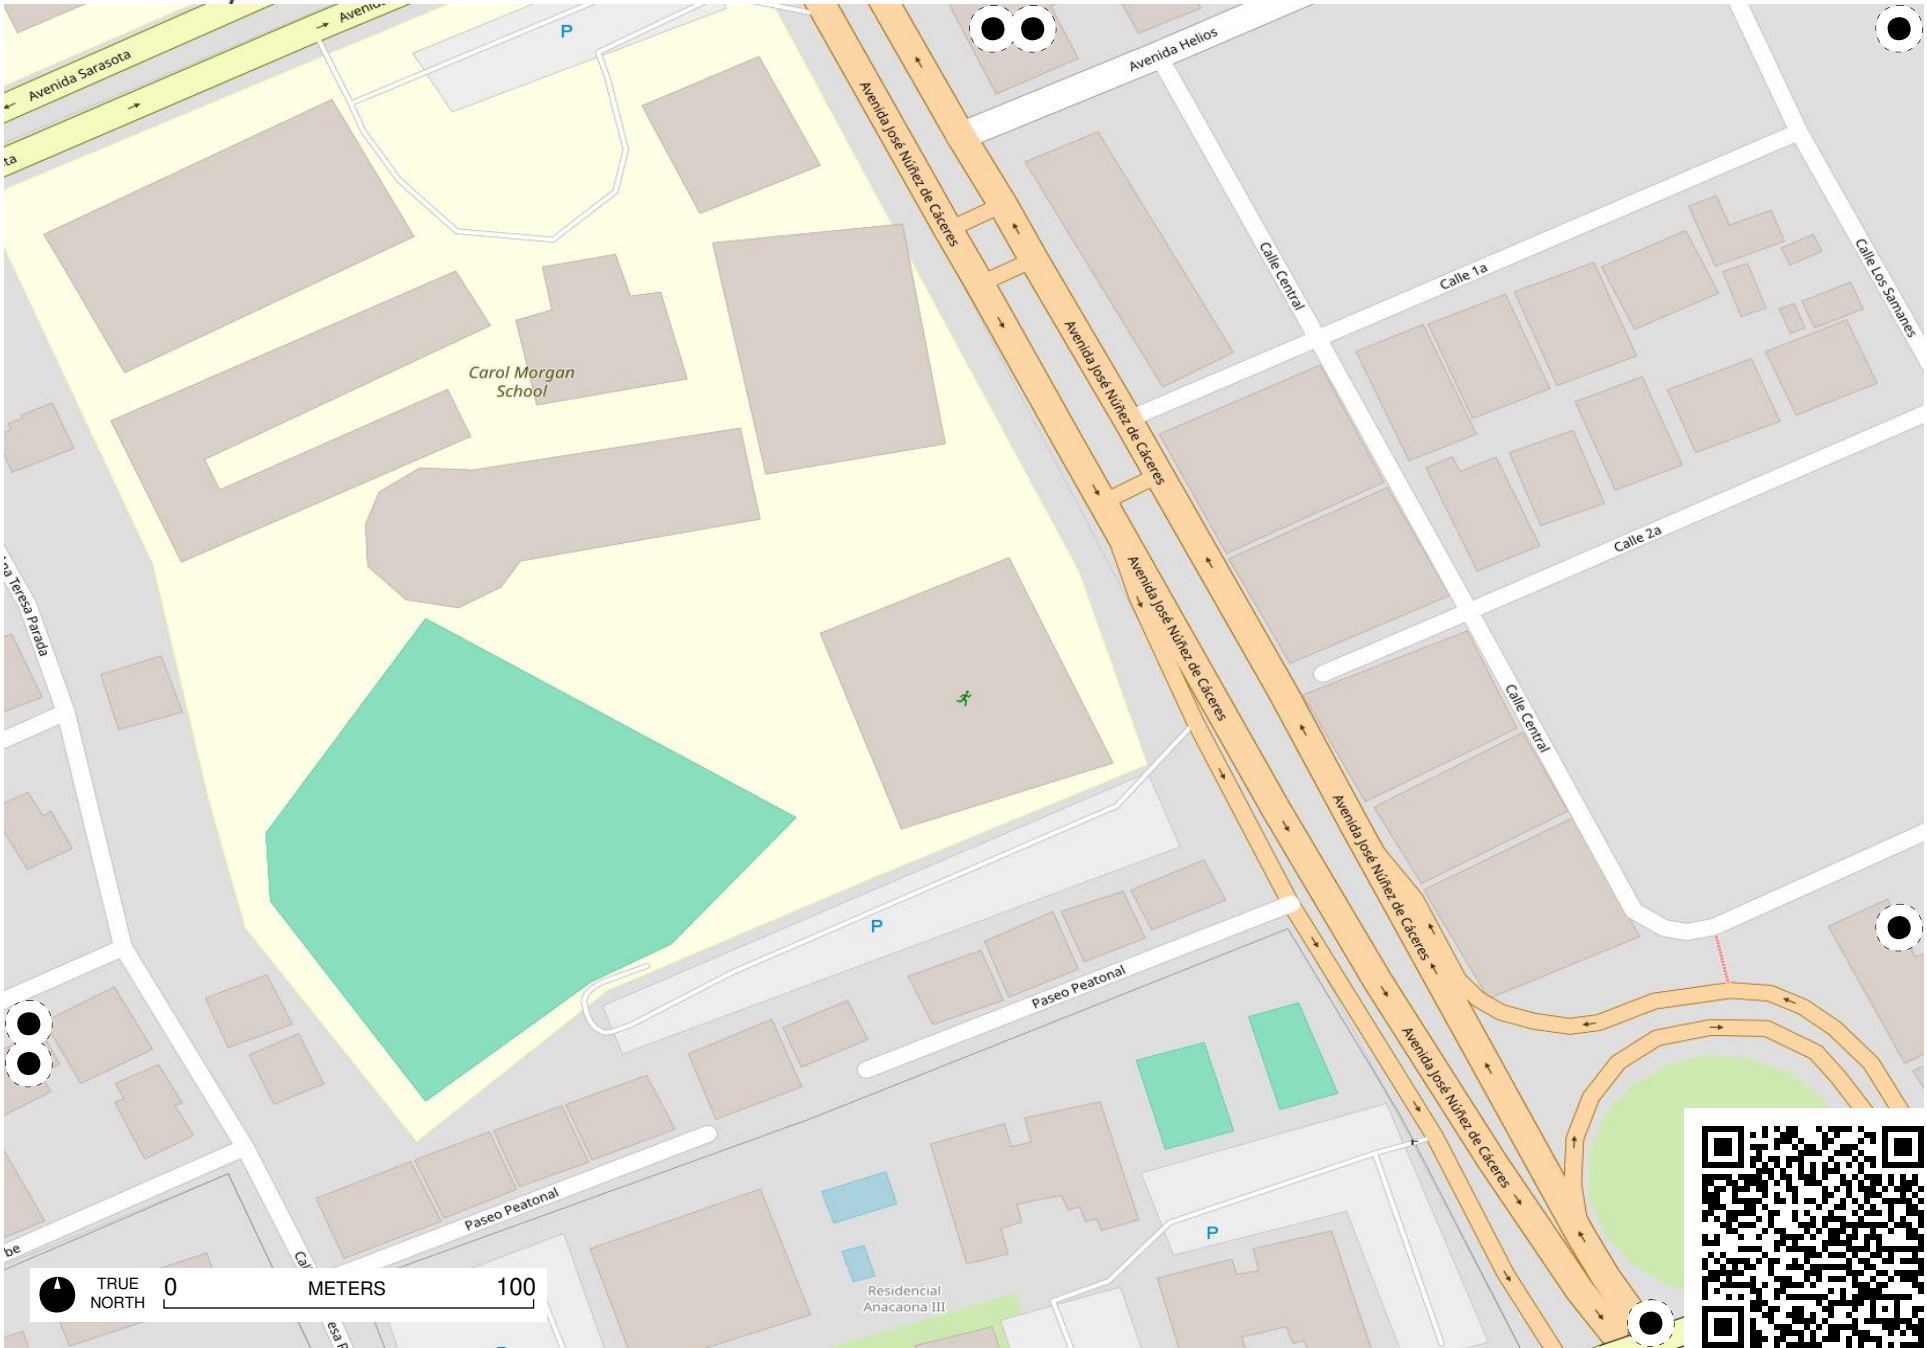 P
Avenida Sarasota
Avenida Helios
Avenida José Núñez de Cáceres
Calle Central
Calle 1a
Calle Los Samanes
Carol Morgan
School
Avenida José Núñez de Cáceres
Calle 2a
Teresa Parada
Avenida José Núñez de Cáceres
Calle Central
Avenida José Núñez de Cáceres
P
Paseo Peatonal
Avenida José Núñez de Cáceres
Paseo Peatonal
P
Residencial
Anacaona III
TRUE
NORTH
0 METERS 100